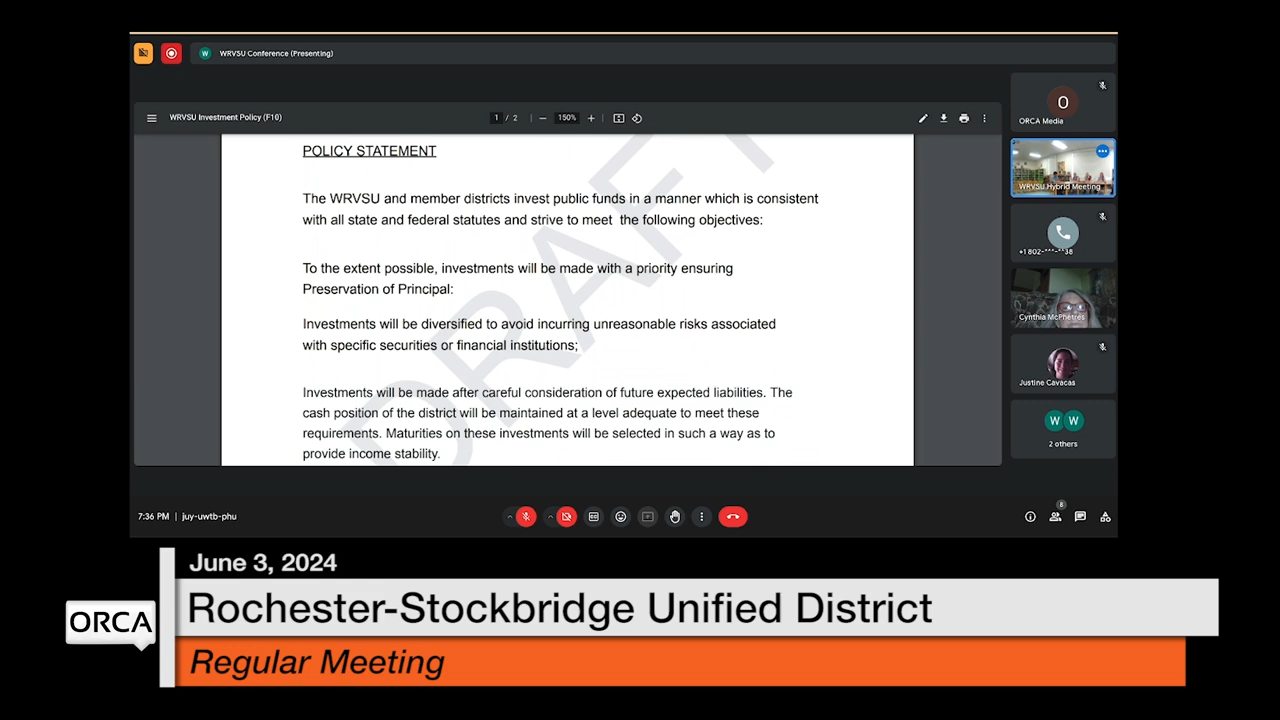 W WRVSU Conference (Presenting)
WRVSU Investment Policy (F10)
1 / 2
150%
POLICY STATEMENT
The WRVSU and member districts invest public funds in a manner which is consistent
with all state and federal statutes and strive to meet the following objectives:
To the extent possible, investments will be made with a priority ensuring
Preservation of Principal:
Investments will be diversified to avoid incurring unreasonable risks associated
with specific securities or financial institutions;
Investments will be made after careful consideration of future expected liabilities. The
cash position of the district will be maintained at a level adequate to meet these
requirements. Maturities on these investments will be selected in such a way as to
provide income stability.
DRAFT
O
ORCA Media
WRVSU Hybrid Meeting
+1 802-***-**38
Cynthia McPhetres
Justine Cavacas
W W
2 others
7:36 PM | juy-uwtb-phu
8
June 3, 2024
Rochester-Stockbridge Unified District
ORCA
Regular Meeting